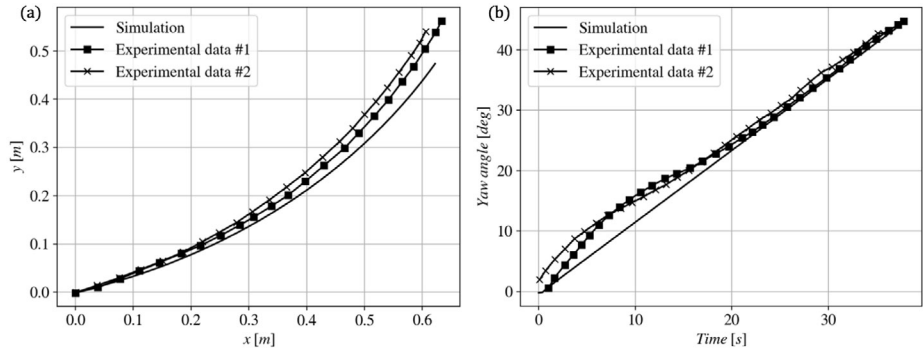 (a)
Simulation
Experimental data #1
Experimental data #2
0.5
0.4
0.3
0.2
0.1
0.0
y [m]
0.0 0.1 0.2 0.3 0.4 0.5 0.6
x [m]
(b)
Simulation
Experimental data #1
Experimental data #2
40
30
20
10
0
Yaw angle [deg]
0 10 20 30
Time [s]